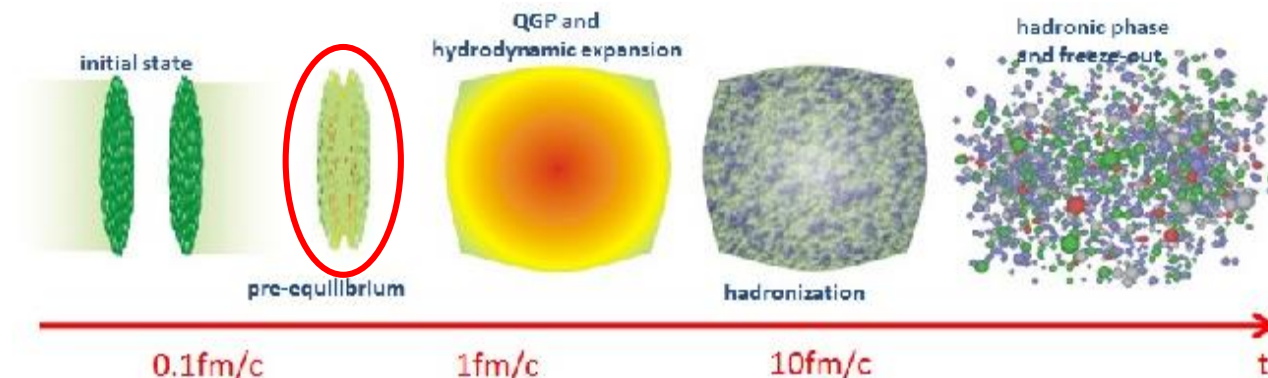 initial state
pre-equilibrium
QGP and
hydrodynamic expansion
hadronization
hadronic phase
and freeze-out
0.1fm/c
1fm/c
10fm/c
t